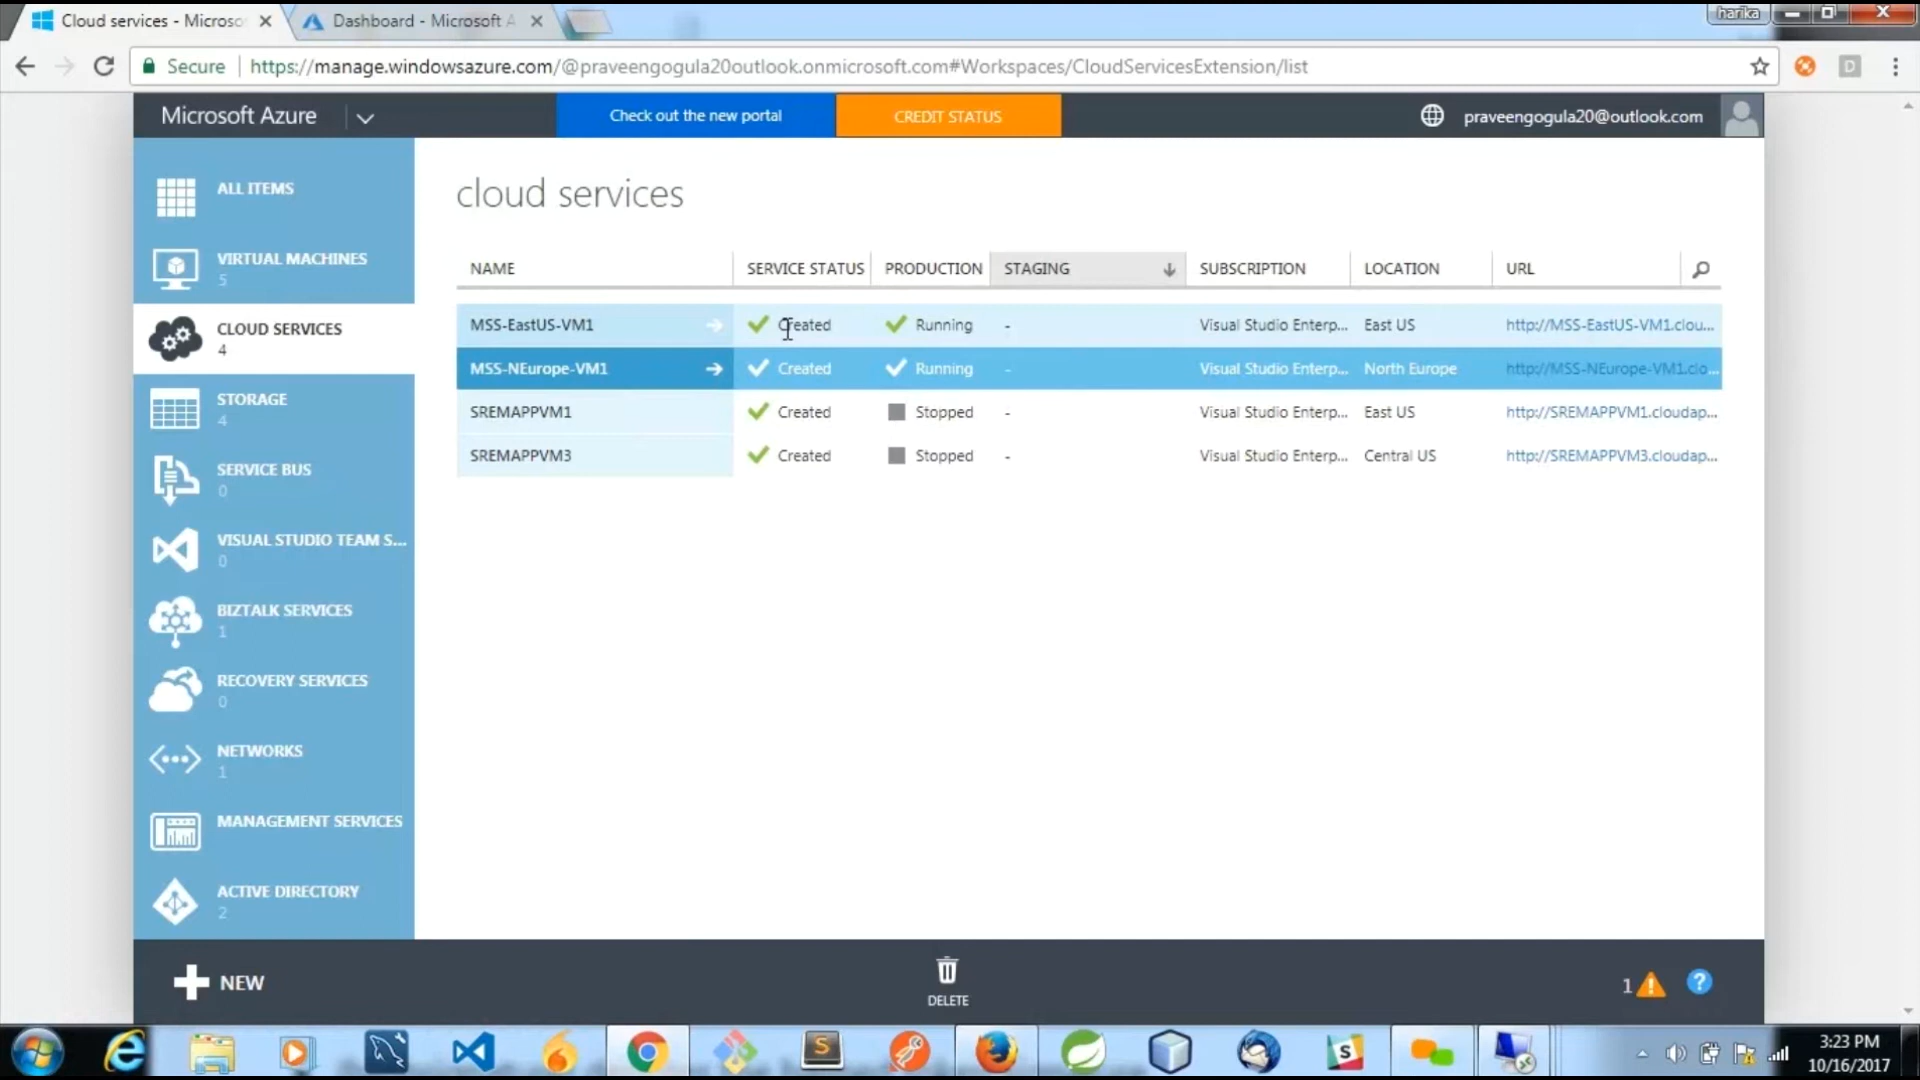 Cloud services - Microso
Dashboard - Microsoft A
harika
Secure
https://manage.windowsazure.com/@praveengogula20outlook.onmicrosoft.com#Workspaces/CloudServicesExtension/list
D
Microsoft Azure
Check out the new portal
CREDIT STATUS
praveengogula20@outlook.com
ALL ITEMS
VIRTUAL MACHINES
5
CLOUD SERVICES
4
STORAGE
4
SERVICE BUS
0
VISUAL STUDIO TEAM S...
0
BIZTALK SERVICES
1
RECOVERY SERVICES
0
NETWORKS
1
MANAGEMENT SERVICES
ACTIVE DIRECTORY
2
cloud services
NAME SERVICE STATUS PRODUCTION STAGING SUBSCRIPTION LOCATION URL
MSS-EastUS-VM1 Created Running - Visual Studio Enterp... East US http://MSS-EastUS-VM1.clou...
MSS-NEurope-VM1 Created Running - Visual Studio Enterp... North Europe http://MSS-NEurope-VM1.clo...
SREMAPPVM1 Created Stopped - Visual Studio Enterp... East US http://SREMAPPVM1.cloudap...
SREMAPPVM3 Created Stopped - Visual Studio Enterp... Central US http://SREMAPPVM3.cloudap...
NEW
DELETE
1
?
S
S
3:23 PM
10/16/2017